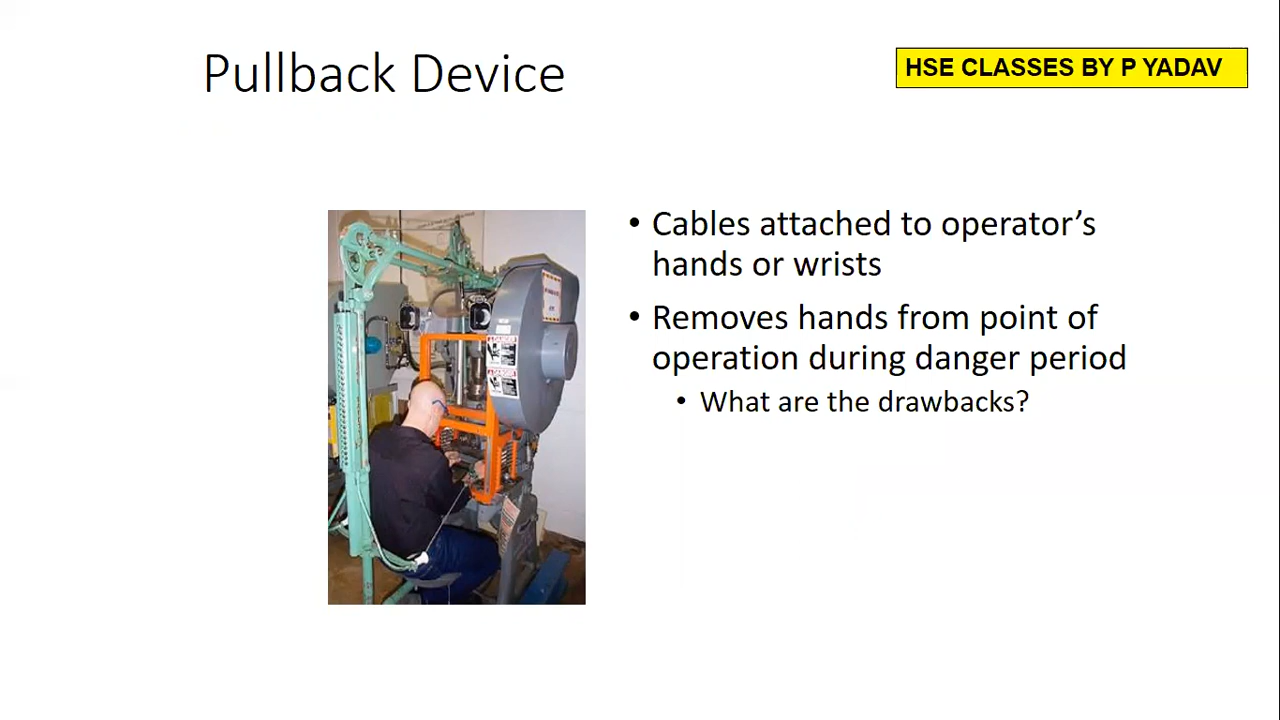 Pullback Device
HSE CLASSES BY P YADAV
• Cables attached to operator’s
hands or wrists
• Removes hands from point of
operation during danger period
• What are the drawbacks?